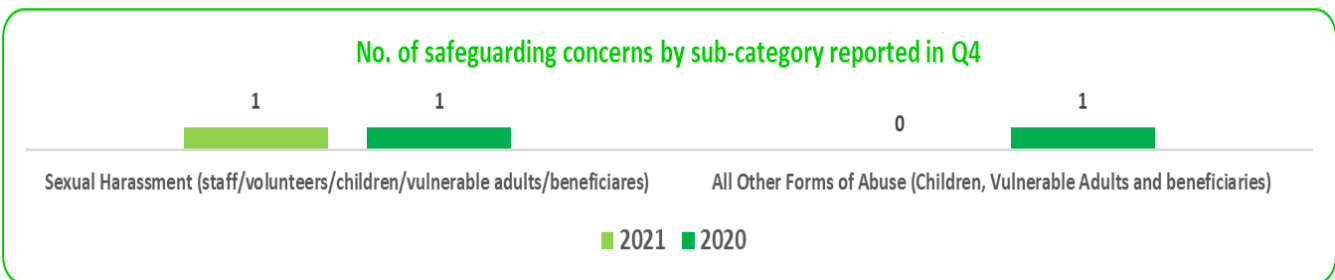 No. of safeguarding concerns by sub-category reported in Q4
1 1 0 1
Sexual Harassment (staff/volunteers/children/vulnerable adults/beneficiares) All Other Forms of Abuse (Children, Vulnerable Adults and beneficiaries)
2021 2020